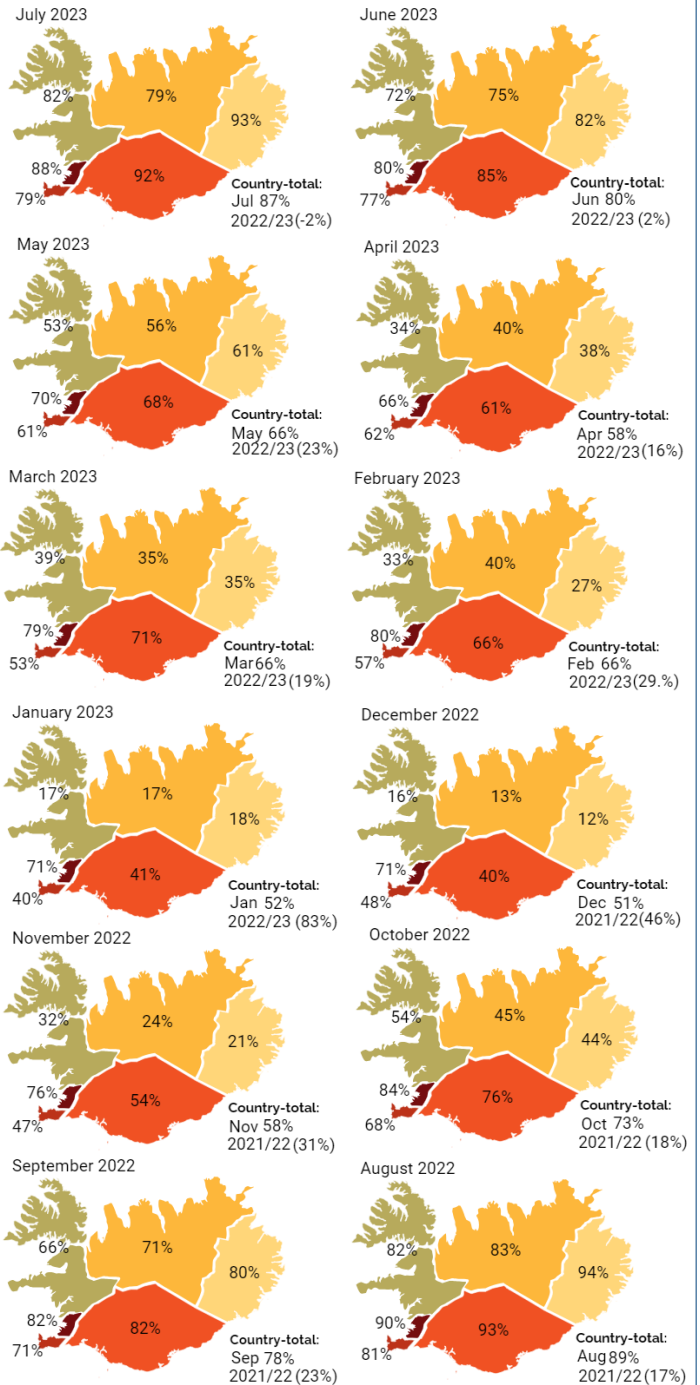 July 2023
82%
79%
93%
88%
92%
79%
Country-total:
Jul 87%
2022/23(-2%)
June 2023
72%
75%
82%
80%
85%
77%
Country-total:
Jun 80%
2022/23 (2%)
May 2023
53%
56%
61%
70%
68%
61%
Country-total:
May 66%
2022/23(23%)
April 2023
34%
40%
38%
66%
61%
62%
Country-total:
Apr 58%
2022/23(16%)
March 2023
39%
35%
35%
79%
71%
53%
Country-total:
Mar66%
2022/23(19%)
February 2023
33%
40%
27%
80%
66%
57%
Country-total:
Feb 66%
2022/23(29.%)
January 2023
17%
17%
18%
71%
41%
40%
Country-total:
Jan 52%
2022/23 (83%)
December 2022
16%
13%
12%
71%
40%
48%
Country-total:
Dec 51%
2021/22(46%)
November 2022
32%
24%
21%
76%
54%
47%
Country-total:
Nov 58%
2021/22 (31%)
October 2022
54%
45%
44%
84%
76%
68%
Country-total:
Oct 73%
2021/22 (18%)
September 2022
66%
71%
80%
82%
82%
71%
Country-total:
Sep 78%
2021/22 (23%)
August 2022
82%
83%
94%
90%
93%
81%
Country-total:
Aug89%
2021/22 (17%)